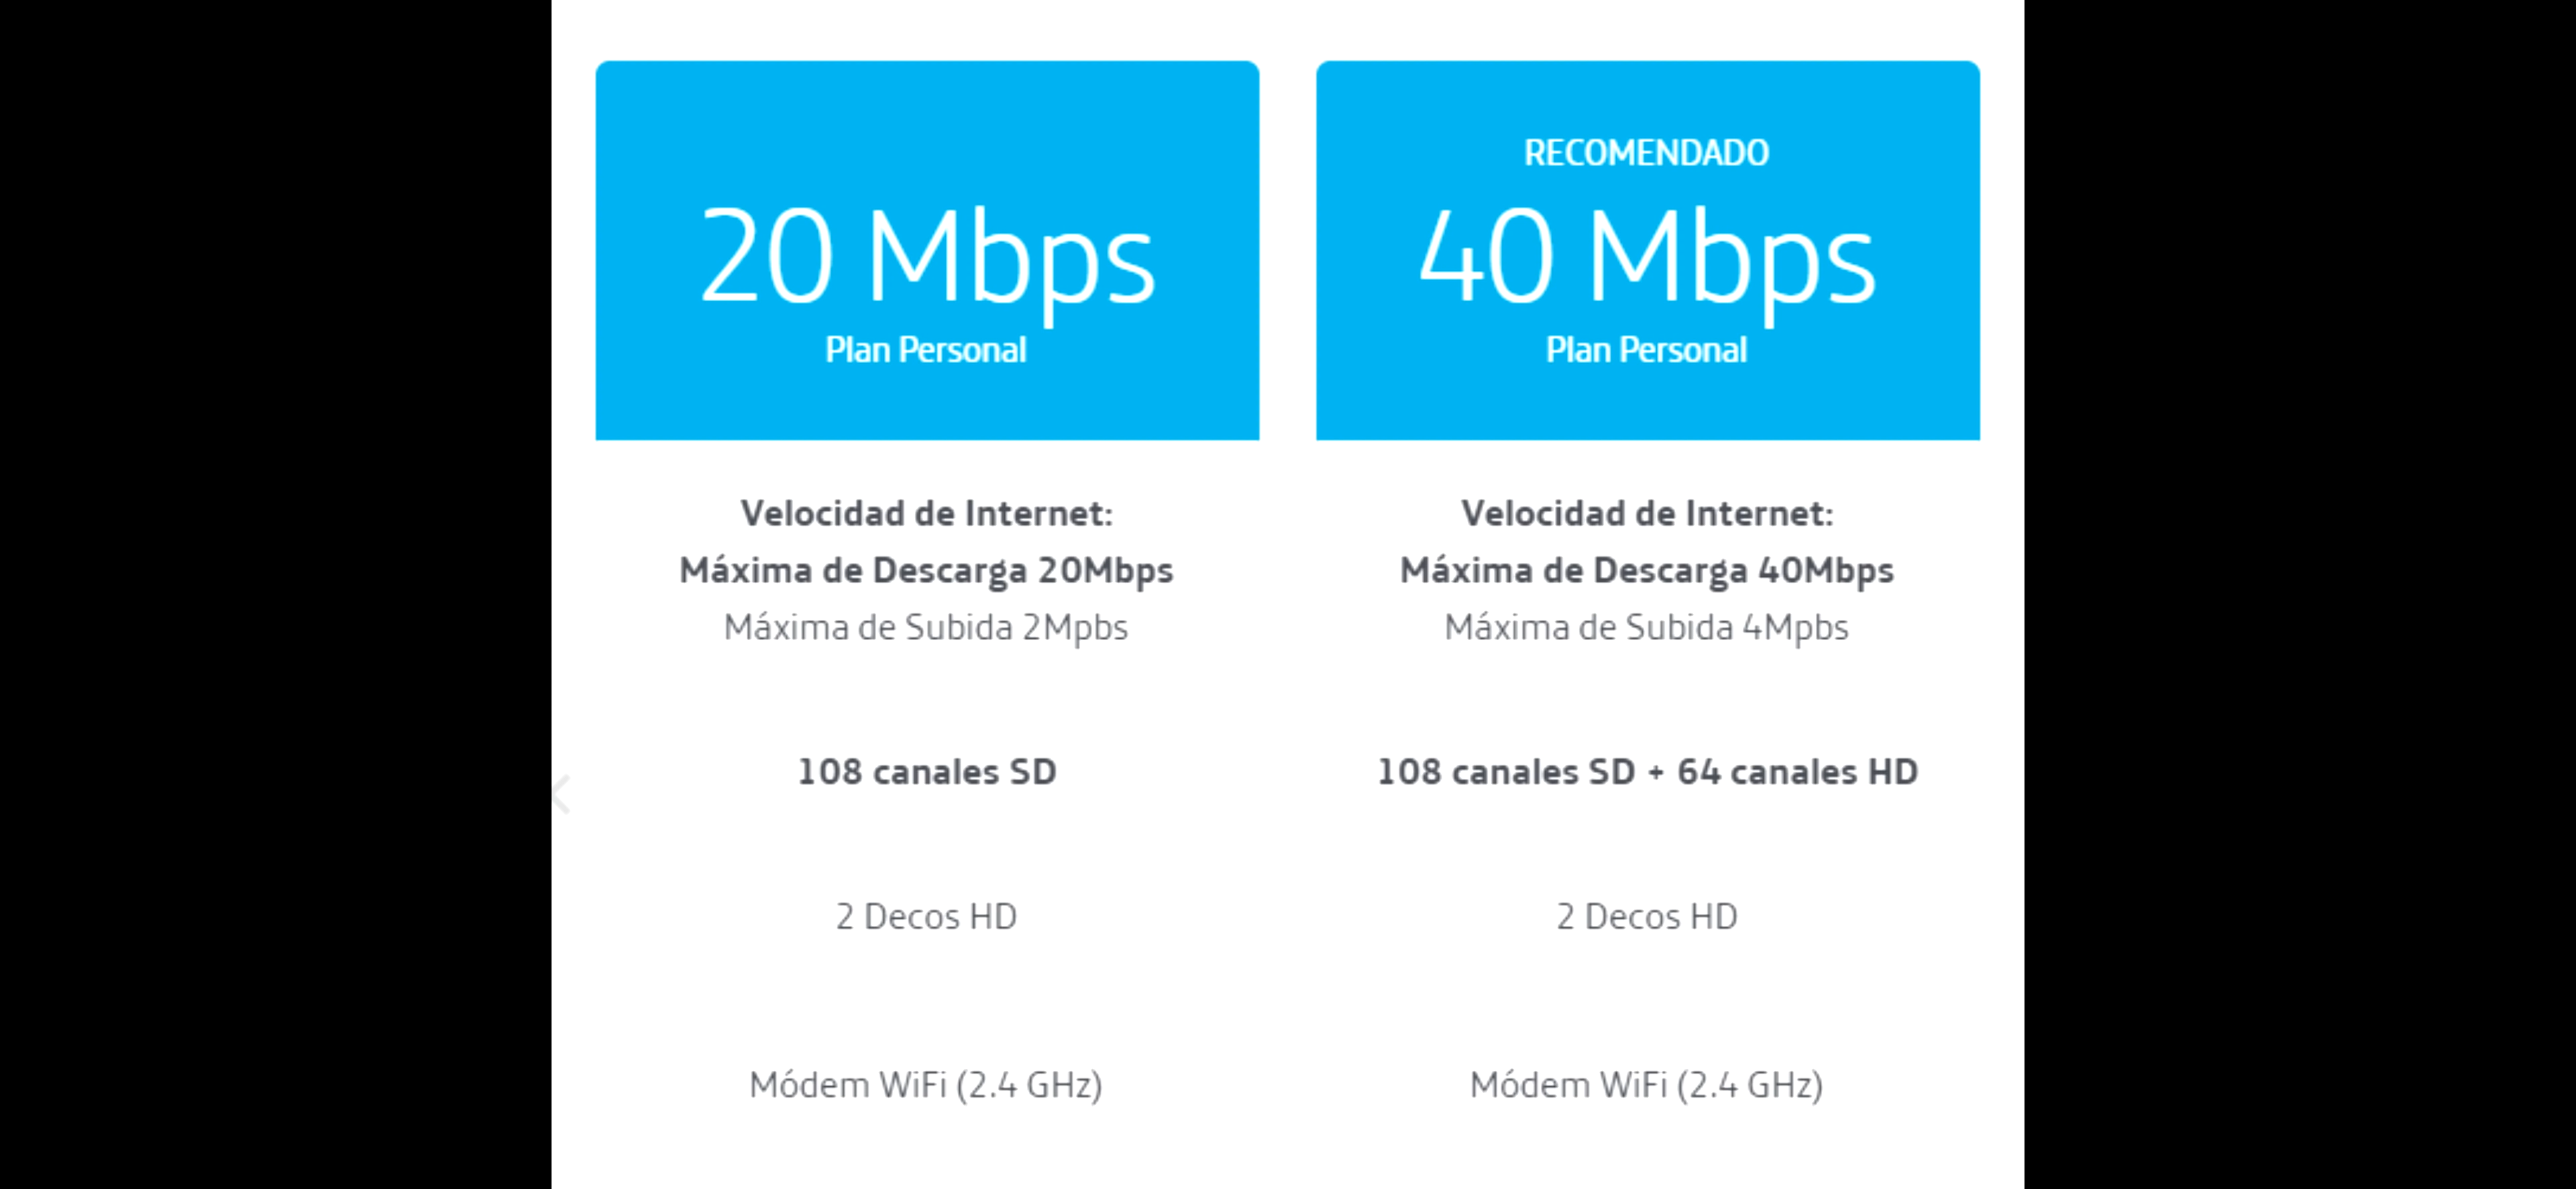 20 Mbps
Plan Personal
Velocidad de Internet:
Máxima de Descarga 20Mbps
Máxima de Subida 2Mpbs
108 canales SD
2 Decos HD
Módem WiFi (2.4 GHz)
RECOMENDADO
40 Mbps
Plan Personal
Velocidad de Internet:
Máxima de Descarga 40Mbps
Máxima de Subida 4Mpbs
108 canales SD + 64 canales HD
2 Decos HD
Módem WiFi (2.4 GHz)